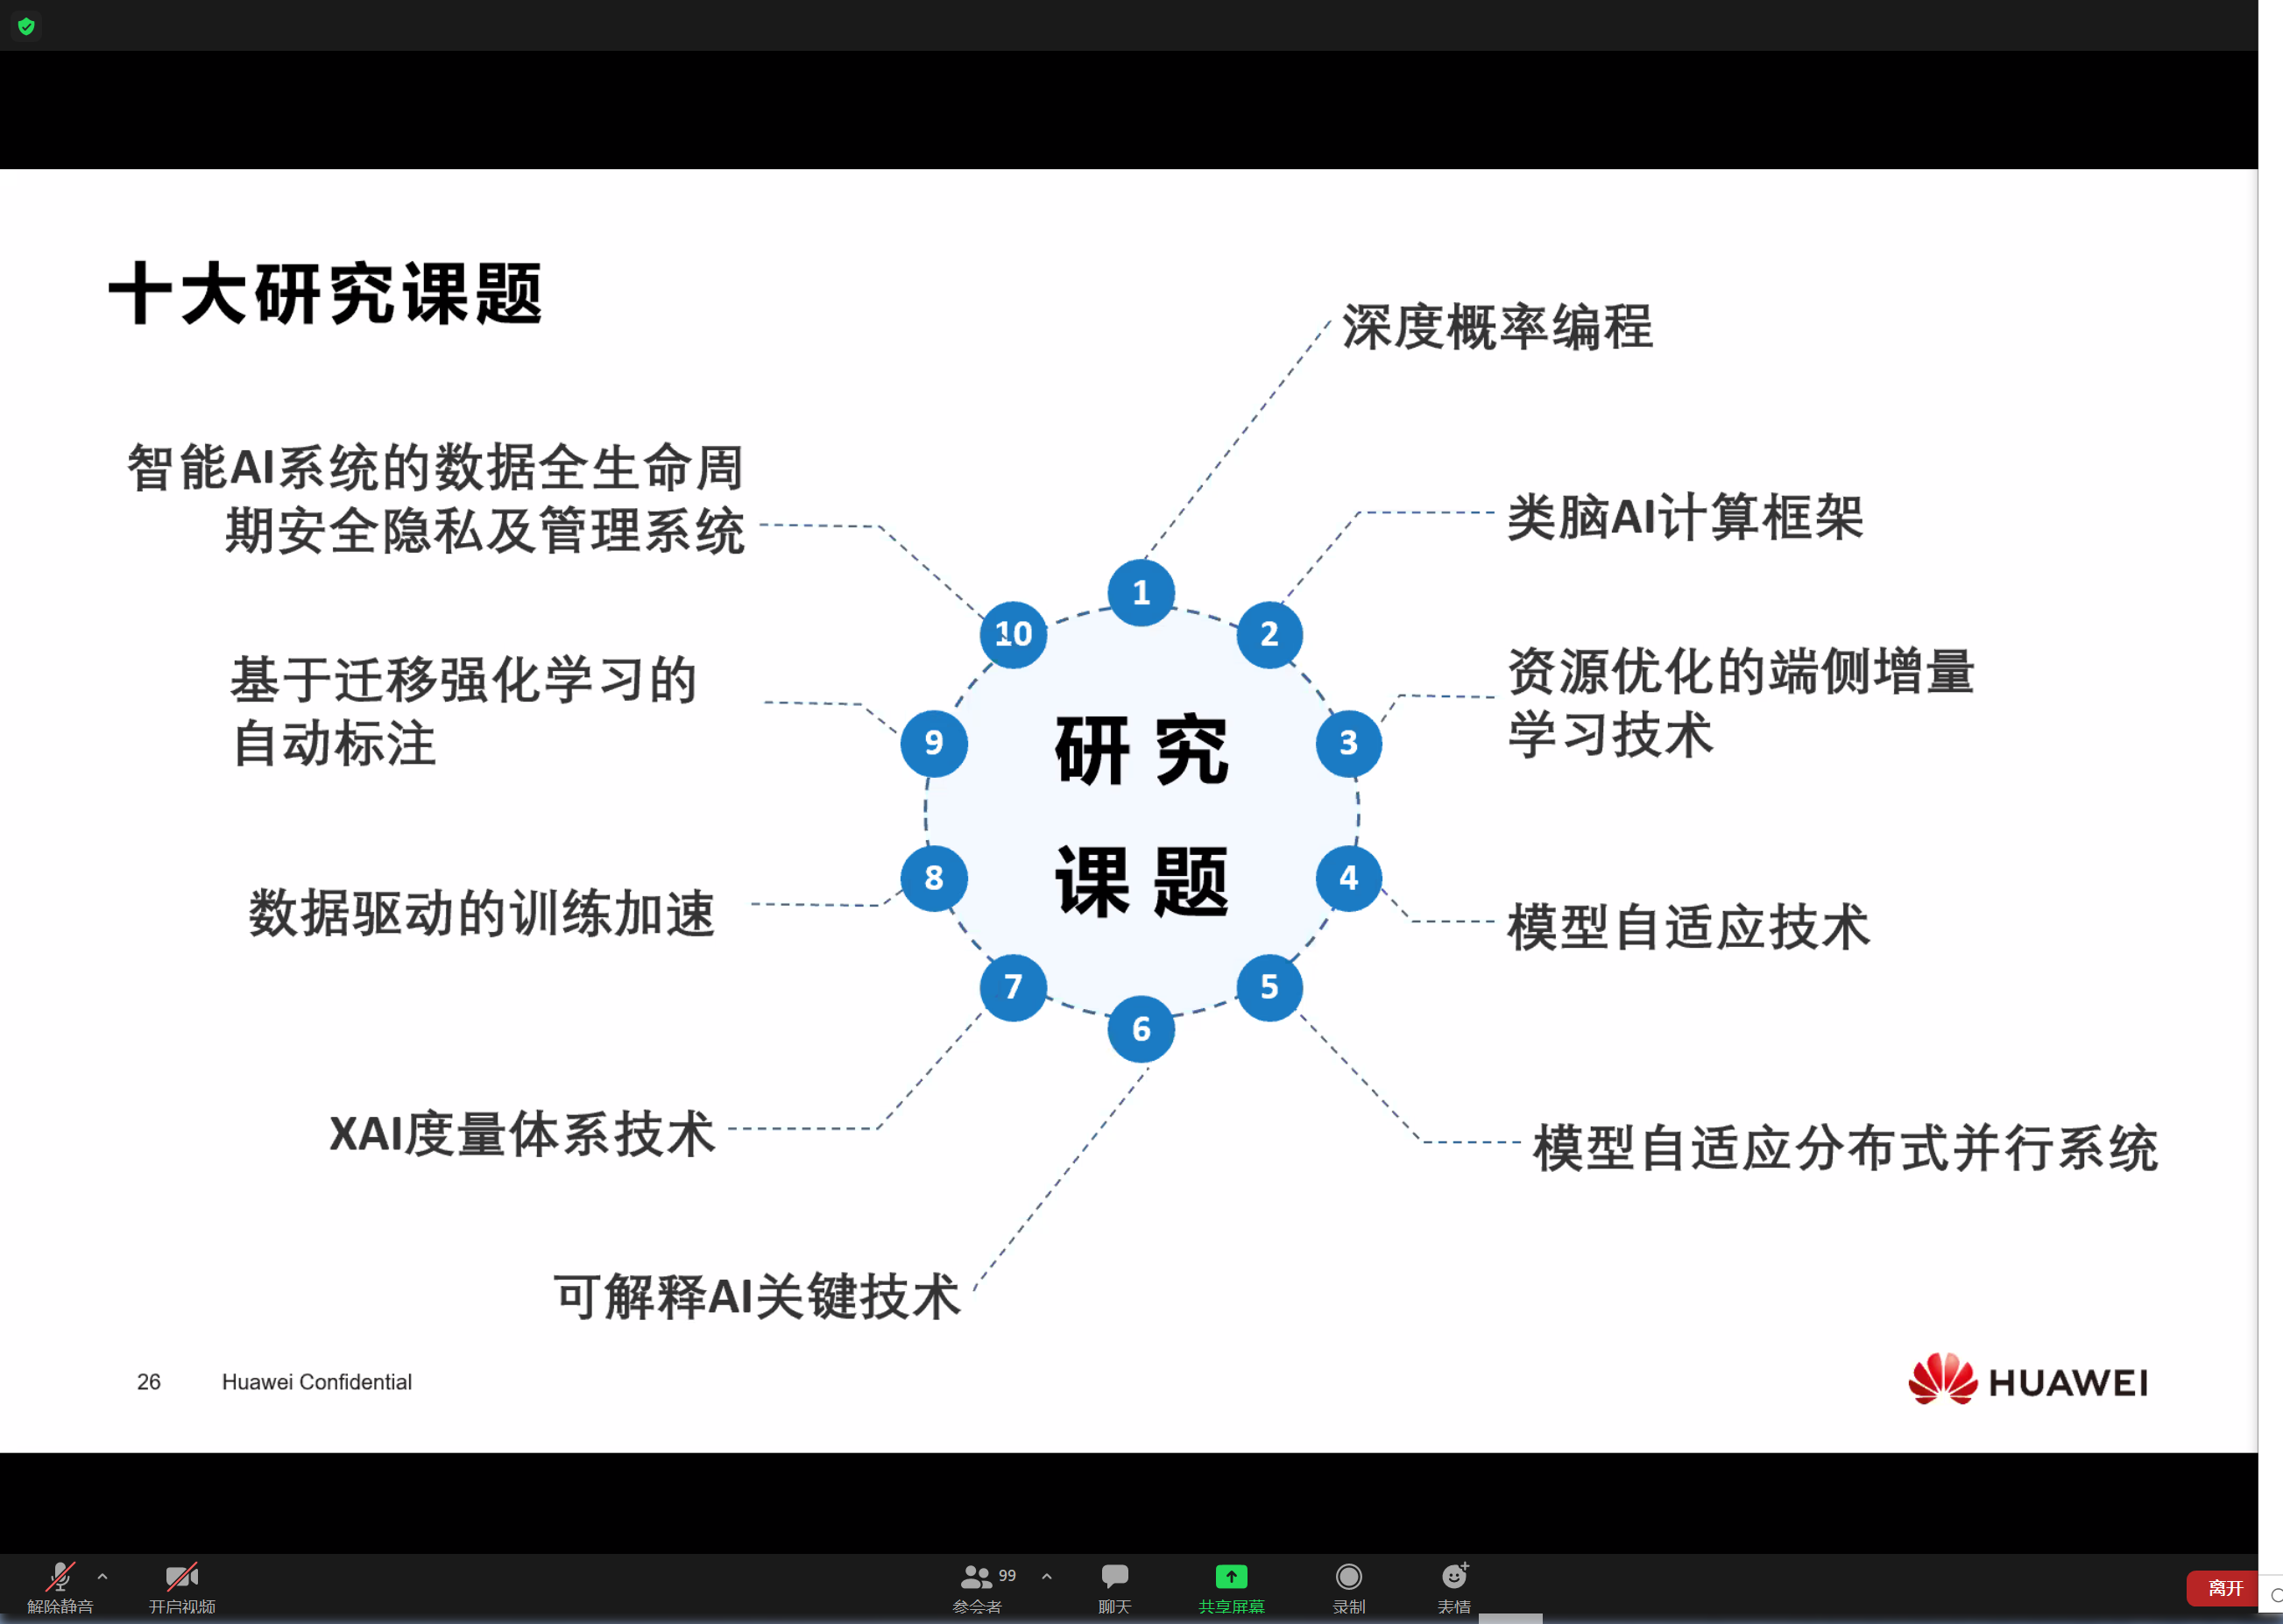 十大研究课题
深度概率编程
智能AI系统的数据全生命周
期安全隐私及管理系统
类脑AI计算框架
1
10
2
基于迁移强化学习的
自动标注
资源优化的端侧增量
学习技术
9
3
研究
课题
8
4
数据驱动的训练加速
模型自适应技术
7
5
6
XAI度量体系技术
模型自适应分布式并行系统
可解释AI关键技术
26
Huawei Confidential
HUAWEI
解除静音
开启视频
99
参会者
聊天
共享屏幕
录制
表情
离开